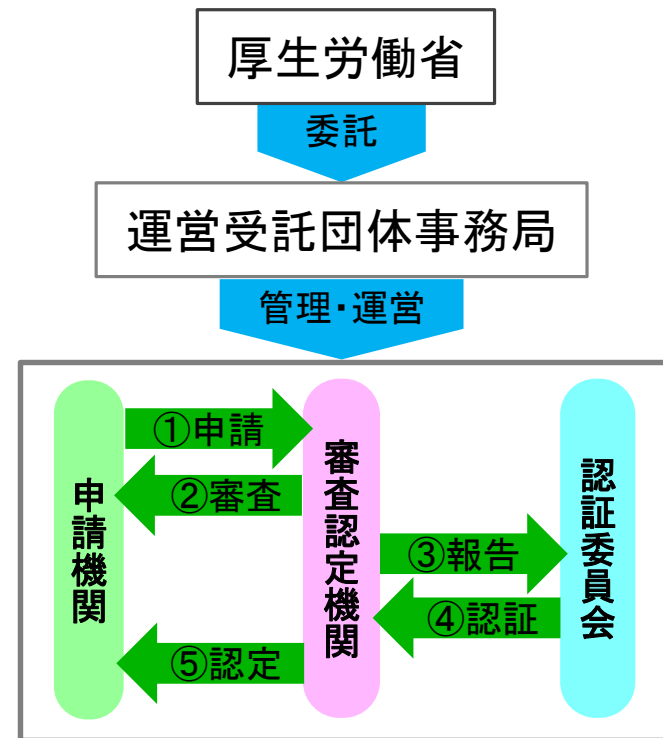 厚生労働省
委託
運営受託団体事務局
管理・運営
申請機関
①申請
②審査
⑤認定
審査認定機関
③報告
④認証
認証委員会